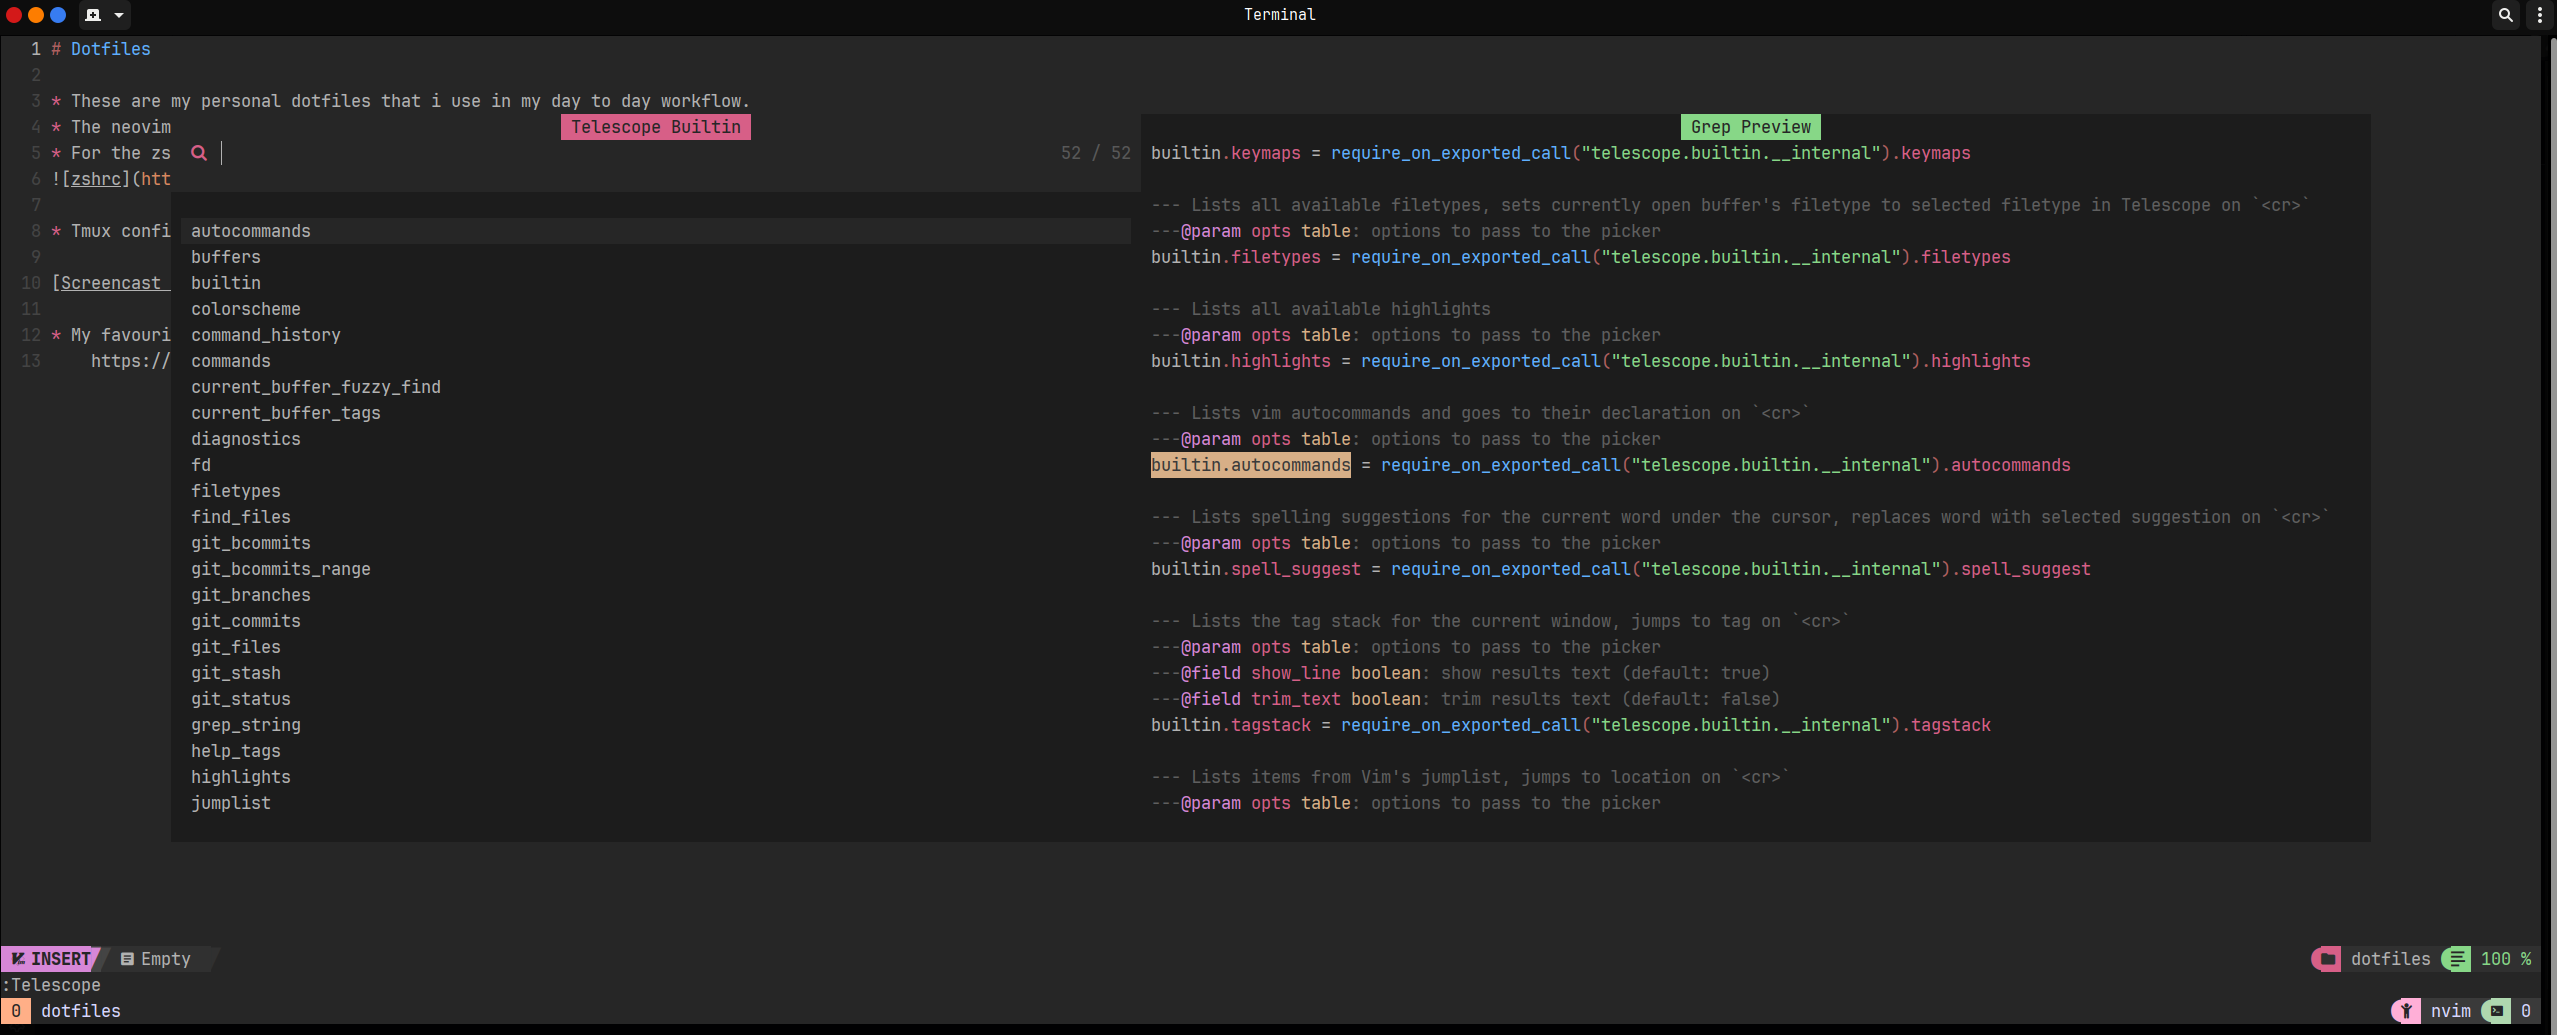 Terminal
1 # Dotfiles
2
3 * These are my personal dotfiles that i use in my day to day workflow.
4 * The neovim
5 * For the zs
6 ![zshrc](htt
7
8 * Tmux confi
9
10 [Screencast
11
12 * My favouri
13 https://
Telescope Builtin
52 / 52
autocommands
buffers
builtin
colorscheme
command_history
commands
current_buffer_fuzzy_find
current_buffer_tags
diagnostics
fd
filetypes
find_files
git_bcommits
git_bcommits_range
git_branches
git_commits
git_files
git_stash
git_status
grep_string
help_tags
highlights
jumplist
Grep Preview
builtin.keymaps = require_on_exported_call("telescope.builtin.__internal").keymaps
--- Lists all available filetypes, sets currently open buffer's filetype to selected filetype in Telescope on `<cr>`
---@param opts table: options to pass to the picker
builtin.filetypes = require_on_exported_call("telescope.builtin.__internal").filetypes
--- Lists all available highlights
---@param opts table: options to pass to the picker
builtin.highlights = require_on_exported_call("telescope.builtin.__internal").highlights
--- Lists vim autocommands and goes to their declaration on `<cr>`
---@param opts table: options to pass to the picker
builtin.autocommands = require_on_exported_call("telescope.builtin.__internal").autocommands
--- Lists spelling suggestions for the current word under the cursor, replaces word with selected suggestion on `<cr>`
---@param opts table: options to pass to the picker
builtin.spell_suggest = require_on_exported_call("telescope.builtin.__internal").spell_suggest
--- Lists the tag stack for the current window, jumps to tag on `<cr>`
---@param opts table: options to pass to the picker
---@field show_line boolean: show results text (default: true)
---@field trim_text boolean: trim results text (default: false)
builtin.tagstack = require_on_exported_call("telescope.builtin.__internal").tagstack
--- Lists items from Vim's jumplist, jumps to location on `<cr>`
---@param opts table: options to pass to the picker
INSERT Empty dotfiles 100 %
:Telescope
0 dotfiles nvim 0